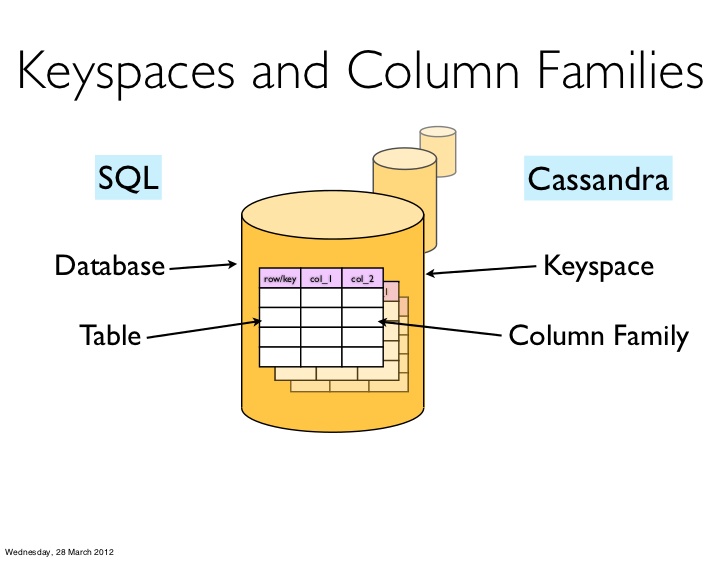 Keyspaces and Column Families
SQL
Cassandra
Database
Keyspace
row/key col_1 col_2
1
Table
Column Family
Wednesday, 28 March 2012